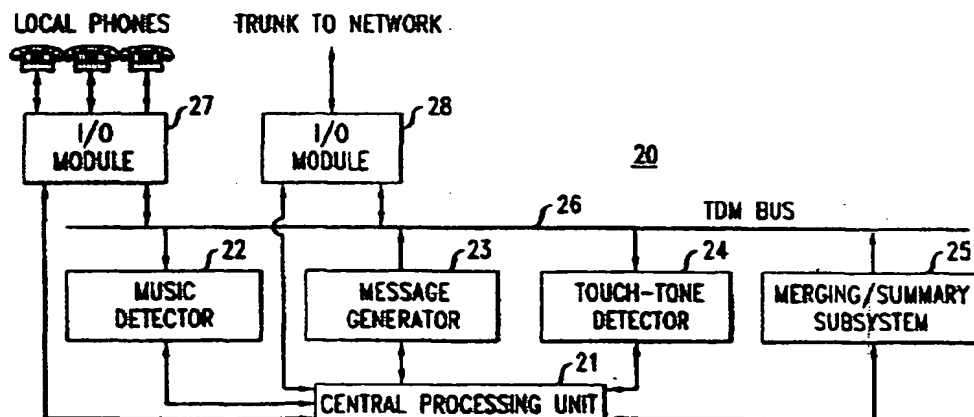 LOCAL PHONES
TRUNK TO NETWORK
27
I/O
MODULE
28
I/O
MODULE
20
26
TDM BUS
22
MUSIC
DETECTOR
23
MESSAGE
GENERATOR
24
TOUCH-TONE
DETECTOR
25
MERGING/SUMMARY
SUBSYSTEM
21
CENTRAL PROCESSING UNIT